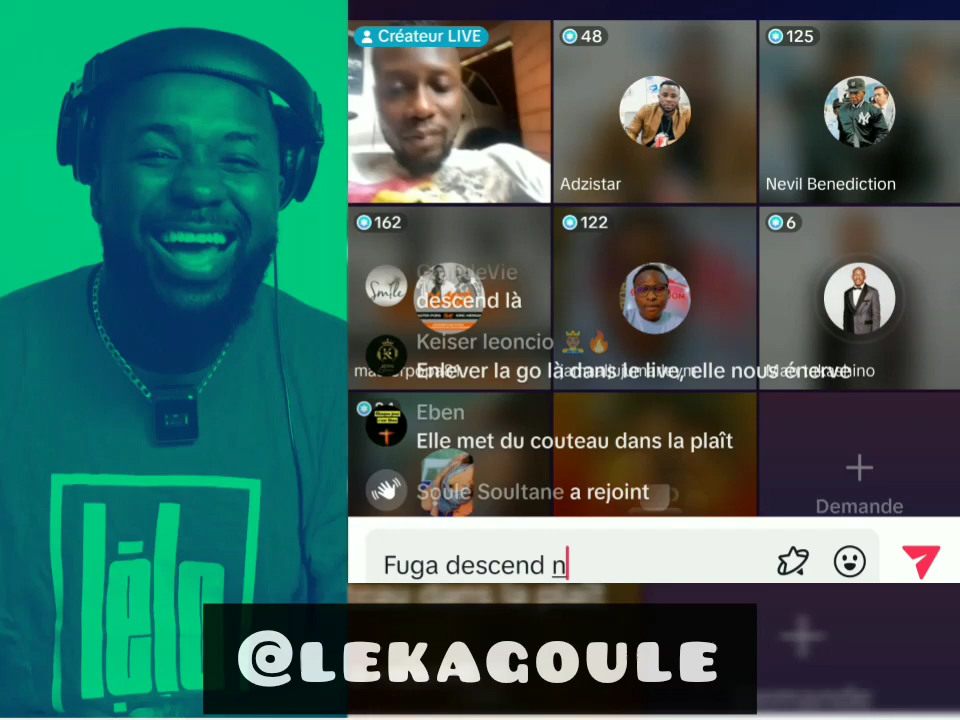 Créateur LIVE
48
125
Adzistar
Nevil Benediction
162
122
6
descend là
Keiser leoncio
Enlever la go là dans le live, elle nous énerve
Eben
Elle met du couteau dans la plaît
Soule Soultane a rejoint
Demande
Fuga descend n
lélo
@LEKAGOULE